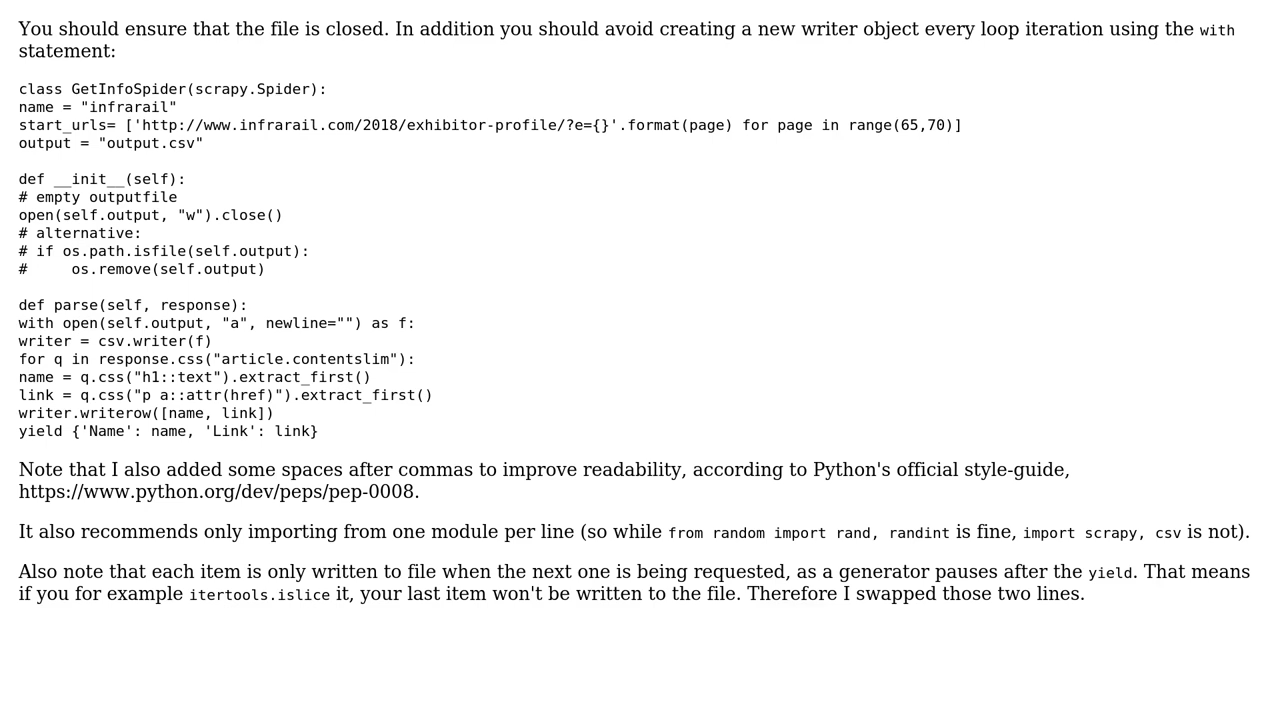 You should ensure that the file is closed. In addition you should avoid creating a new writer object every loop iteration using the with
statement:
class GetInfoSpider(scrapy.Spider):
name = "infrarail"
start_urls= ['http://www.infrarail.com/2018/exhibitor-profile/?e={}'.format(page) for page in range(65,70)]
output = "output.csv"
def __init__(self):
# empty outputfile
open(self.output, "w").close()
# alternative:
# if os.path.isfile(self.output):
#     os.remove(self.output)
def parse(self, response):
with open(self.output, "a", newline="") as f:
writer = csv.writer(f)
for q in response.css("article.contentslim"):
name = q.css("h1::text").extract_first()
link = q.css("p a::attr(href)").extract_first()
writer.writerow([name, link])
yield {'Name': name, 'Link': link}
Note that I also added some spaces after commas to improve readability, according to Python's official style-guide,
https://www.python.org/dev/peps/pep-0008.
It also recommends only importing from one module per line (so while from random import rand, randint is fine, import scrapy, csv is not).
Also note that each item is only written to file when the next one is being requested, as a generator pauses after the yield. That means
if you for example itertools.islice it, your last item won't be written to the file. Therefore I swapped those two lines.